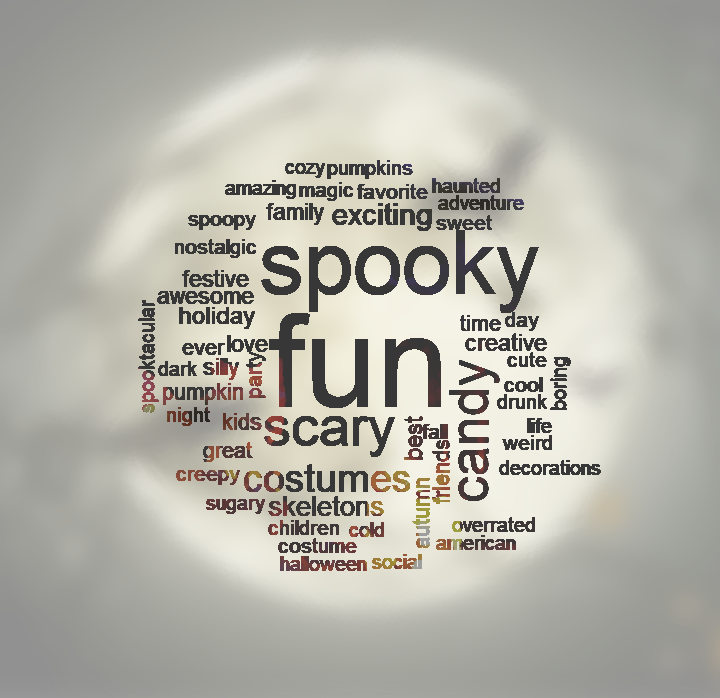 cozy pumpkins
amazing magic favorite haunted
adventure
spoopy family exciting sweet
nostalgic spooky
festive
awesome
holiday time day
spooktacular ever love fun creative
dark silly party cute boring
pumpkin candy cool
drunk
night kids scary best fall life
great friends weird
creepy costumes decorations
sugary skeletons autumn
children cold overrated
costume american
halloween social